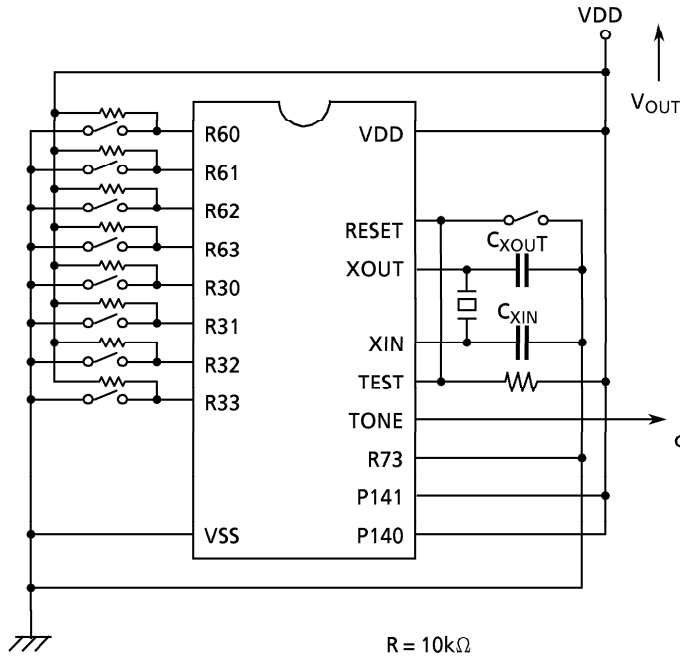 VDD
VOUT
R60
VDD
R61
R62
RESET
R63
CXOUT
XOUT
R30
R31
CXIN
XIN
R32
TEST
R33
TONE
R73
P141
VSS
P140
R = 10kΩ